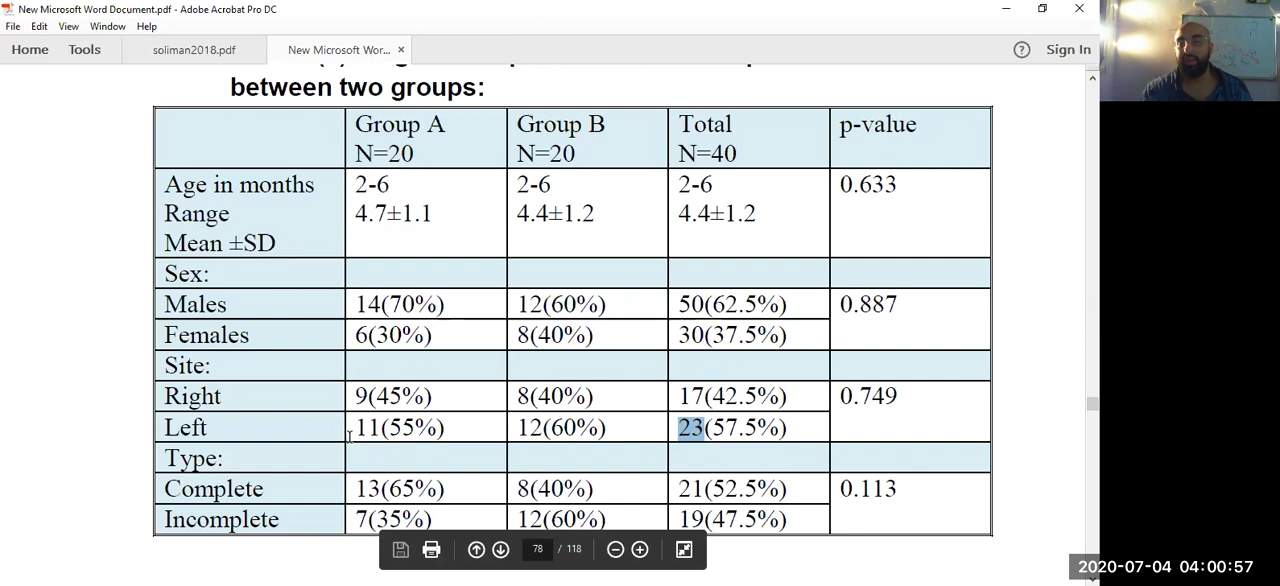 New Microsoft Word Document.pdf - Adobe Acrobat Pro DC
File Edit View Window Help
Home Tools soliman2018.pdf New Microsoft Wor... × Sign In
between two groups:
Group A Group B Total p-value
N=20 N=20 N=40
Age in months 2-6 2-6 2-6 0.633
Range 4.7±1.1 4.4±1.2 4.4±1.2
Mean ±SD
Sex:
Males 14(70%) 12(60%) 50(62.5%) 0.887
Females 6(30%) 8(40%) 30(37.5%)
Site:
Right 9(45%) 8(40%) 17(42.5%) 0.749
Left 11(55%) 12(60%) 23(57.5%)
Type:
Complete 13(65%) 8(40%) 21(52.5%) 0.113
Incomplete 7(35%) 12(60%) 19(47.5%)
78 / 118
2020-07-04 04:00:57